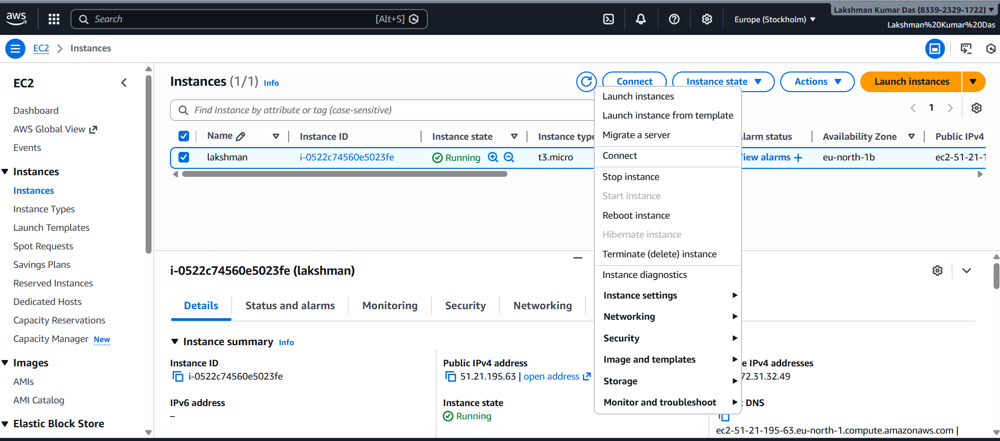 aws
Search [Alt+S]
Europe (Stockholm)
Lakshman Kumar Das (8339-2329-1722)
Lakshman%20Kumar%20Das
EC2 Instances
EC2
Dashboard
AWS Global View
Events
Instances
Instances
Instance Types
Launch Templates
Spot Requests
Savings Plans
Reserved Instances
Dedicated Hosts
Capacity Reservations
Capacity Manager New
Images
AMIs
AMI Catalog
Elastic Block Store
Instances (1/1) Info
Connect Instance state Actions Launch instances
Find Instance by attribute or tag (case-sensitive)
1
Name Instance ID Instance state Instance type larm status Availability Zone Public IPv4
lakshman i-0522c74560e5023fe Running t3.micro iew alarms + eu-north-1b ec2-51-21-1
Launch instances
Launch instance from template
Migrate a server
Connect
Stop instance
Start instance
Reboot instance
Hibernate instance
Terminate (delete) instance
Instance diagnostics
Instance settings
Networking
Security
Image and templates
Storage
Monitor and troubleshoot
i-0522c74560e5023fe (lakshman)
Details Status and alarms Monitoring Security Networking
Instance summary Info
Instance ID
i-0522c74560e5023fe
Public IPv4 address
51.21.195.63 | open address
e IPv4 addresses
72.31.32.49
IPv6 address
–
Instance state
Running
DNS
ec2-51-21-195-63.eu-north-1.compute.amazonaws.com |